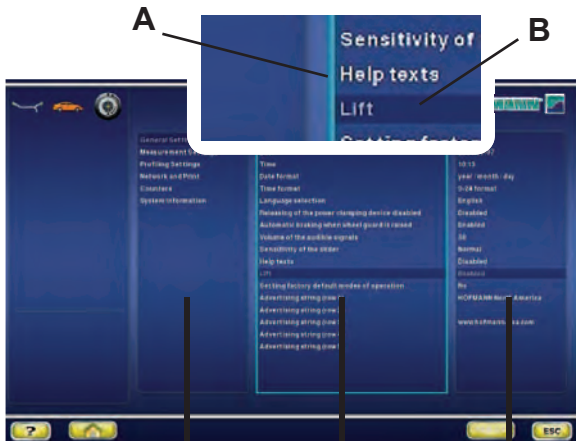 A
B
Sensitivity of
Help texts
Lift
General Setti
Measurement S
Profiling Settings
Network and Print
Counters
System information
Time
Date format
Time format
Language selection
Releasing of the power clamping device disabled
Automatic braking when wheel guard is raised
Volume of the audible signals
Sensitivity of the slider
Help texts
Lift
Setting factory default modes of operation
Advertising string (row
Advertising string (row
Advertising string (row
Advertising string (row
Advertising string (row
MANN
10:13
year / month / day
0-24 format
English
Disabled
Enabled
50
Normal
Disabled
Disabled
No
HOFMANN North America
?
ESC